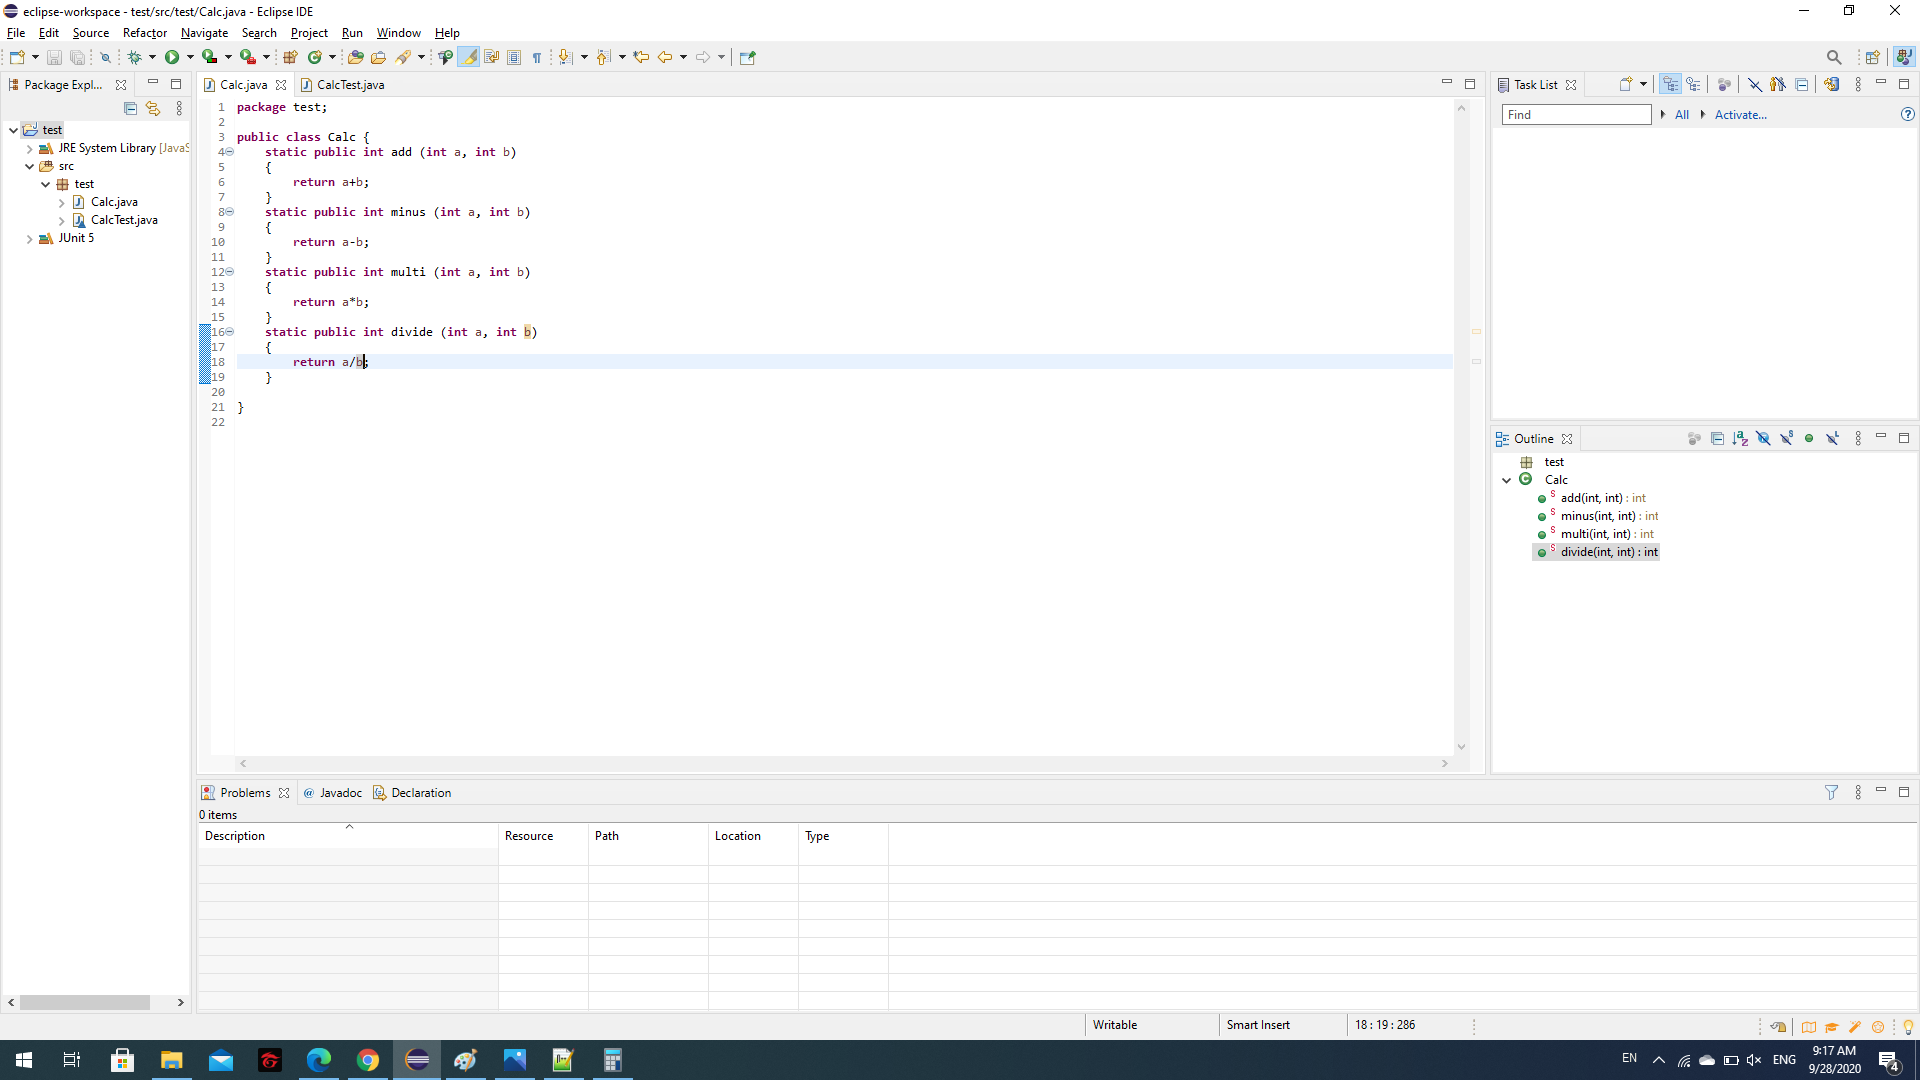 eclipse-workspace - test/src/test/Calc.java - Eclipse IDE
File Edit Source Refactor Navigate Search Project Run Window Help
Package Expl...
test
JRE System Library [JavaS
src
test
Calc.java
CalcTest.java
JUnit 5
Calc.java
CalcTest.java
1 package test;
2
3 public class Calc {
4 static public int add (int a, int b)
5 {
6 return a+b;
7 }
8 static public int minus (int a, int b)
9 {
10 return a-b;
11 }
12 static public int multi (int a, int b)
13 {
14 return a*b;
15 }
16 static public int divide (int a, int b)
17 {
18 return a/b;
19 }
20
21 }
22
Task List
Find
All
Activate...
Outline
test
Calc
add(int, int) : int
minus(int, int) : int
multi(int, int) : int
divide(int, int) : int
Problems
@ Javadoc
Declaration
0 items
Description Resource Path Location Type
Writable
Smart Insert
18 : 19 : 286
EN
ENG
9:17 AM
9/28/2020
4